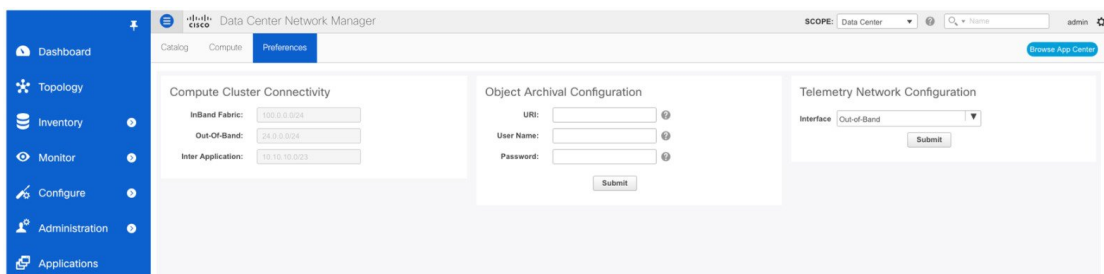 cisco Data Center Network Manager
SCOPE: Data Center Name admin
Dashboard
Topology
Inventory
Monitor
Configure
Administration
Applications
Catalog Compute Preferences Browse App Center
Compute Cluster Connectivity
InBand Fabric: 100.0.0.0/24
Out-Of-Band: 24.0.0.0/24
Inter Application: 10.10.10.0/23
Object Archival Configuration
URI:
User Name:
Password:
Submit
Telemetry Network Configuration
Interface Out-of-Band
Submit